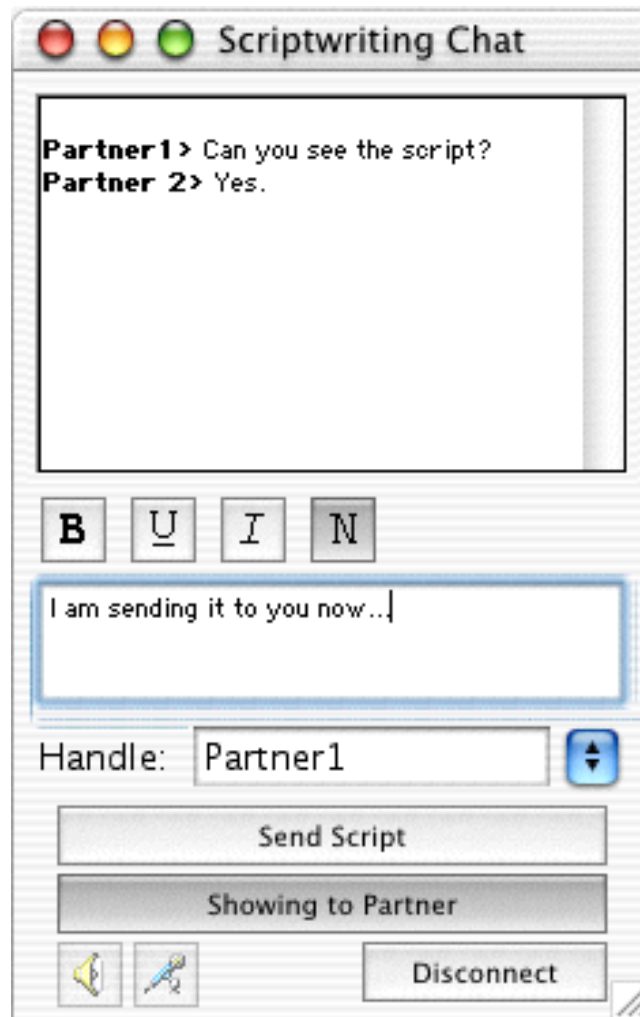 Scriptwriting Chat
Partner1> Can you see the script?
Partner 2> Yes.
B U I N
I am sending it to you now...
Handle: Partner1
Send Script
Showing to Partner
Disconnect